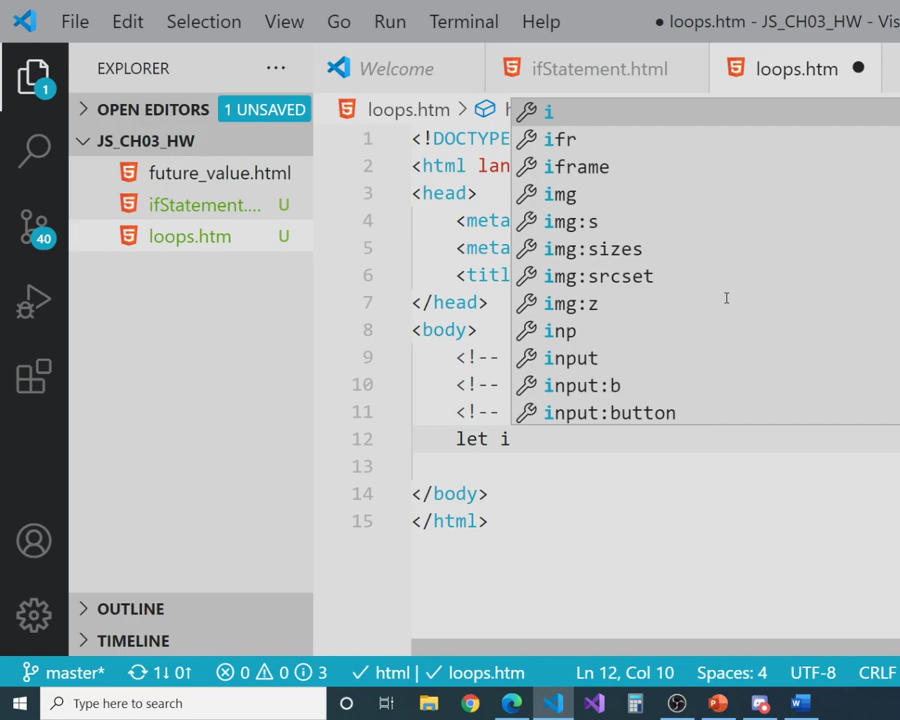 File Edit Selection View Go Run Terminal Help ● loops.htm - JS_CH03_HW - Vis
EXPLORER ··· Welcome ifStatement.html loops.htm ●
1
OPEN EDITORS 1 UNSAVED
loops.htm > h
JS_CH03_HW
future_value.html
ifStatement.... U
loops.htm U
40
1 <!DOCTYPE
2 <html lan
3 <head>
4 <meta
5 <meta
6 <titl
7 </head>
8 <body>
9 <!--
10 <!--
11 <!--
12 let i
13
14 </body>
15 </html>
i
ifr
iframe
img
img:s
img:sizes
img:srcset
img:z
inp
input
input:b
input:button
OUTLINE
TIMELINE
master* 1↓ 0↑ 0 0 3 ✓ html | ✓ loops.htm Ln 12, Col 10 Spaces: 4 UTF-8 CRLF
Type here to search